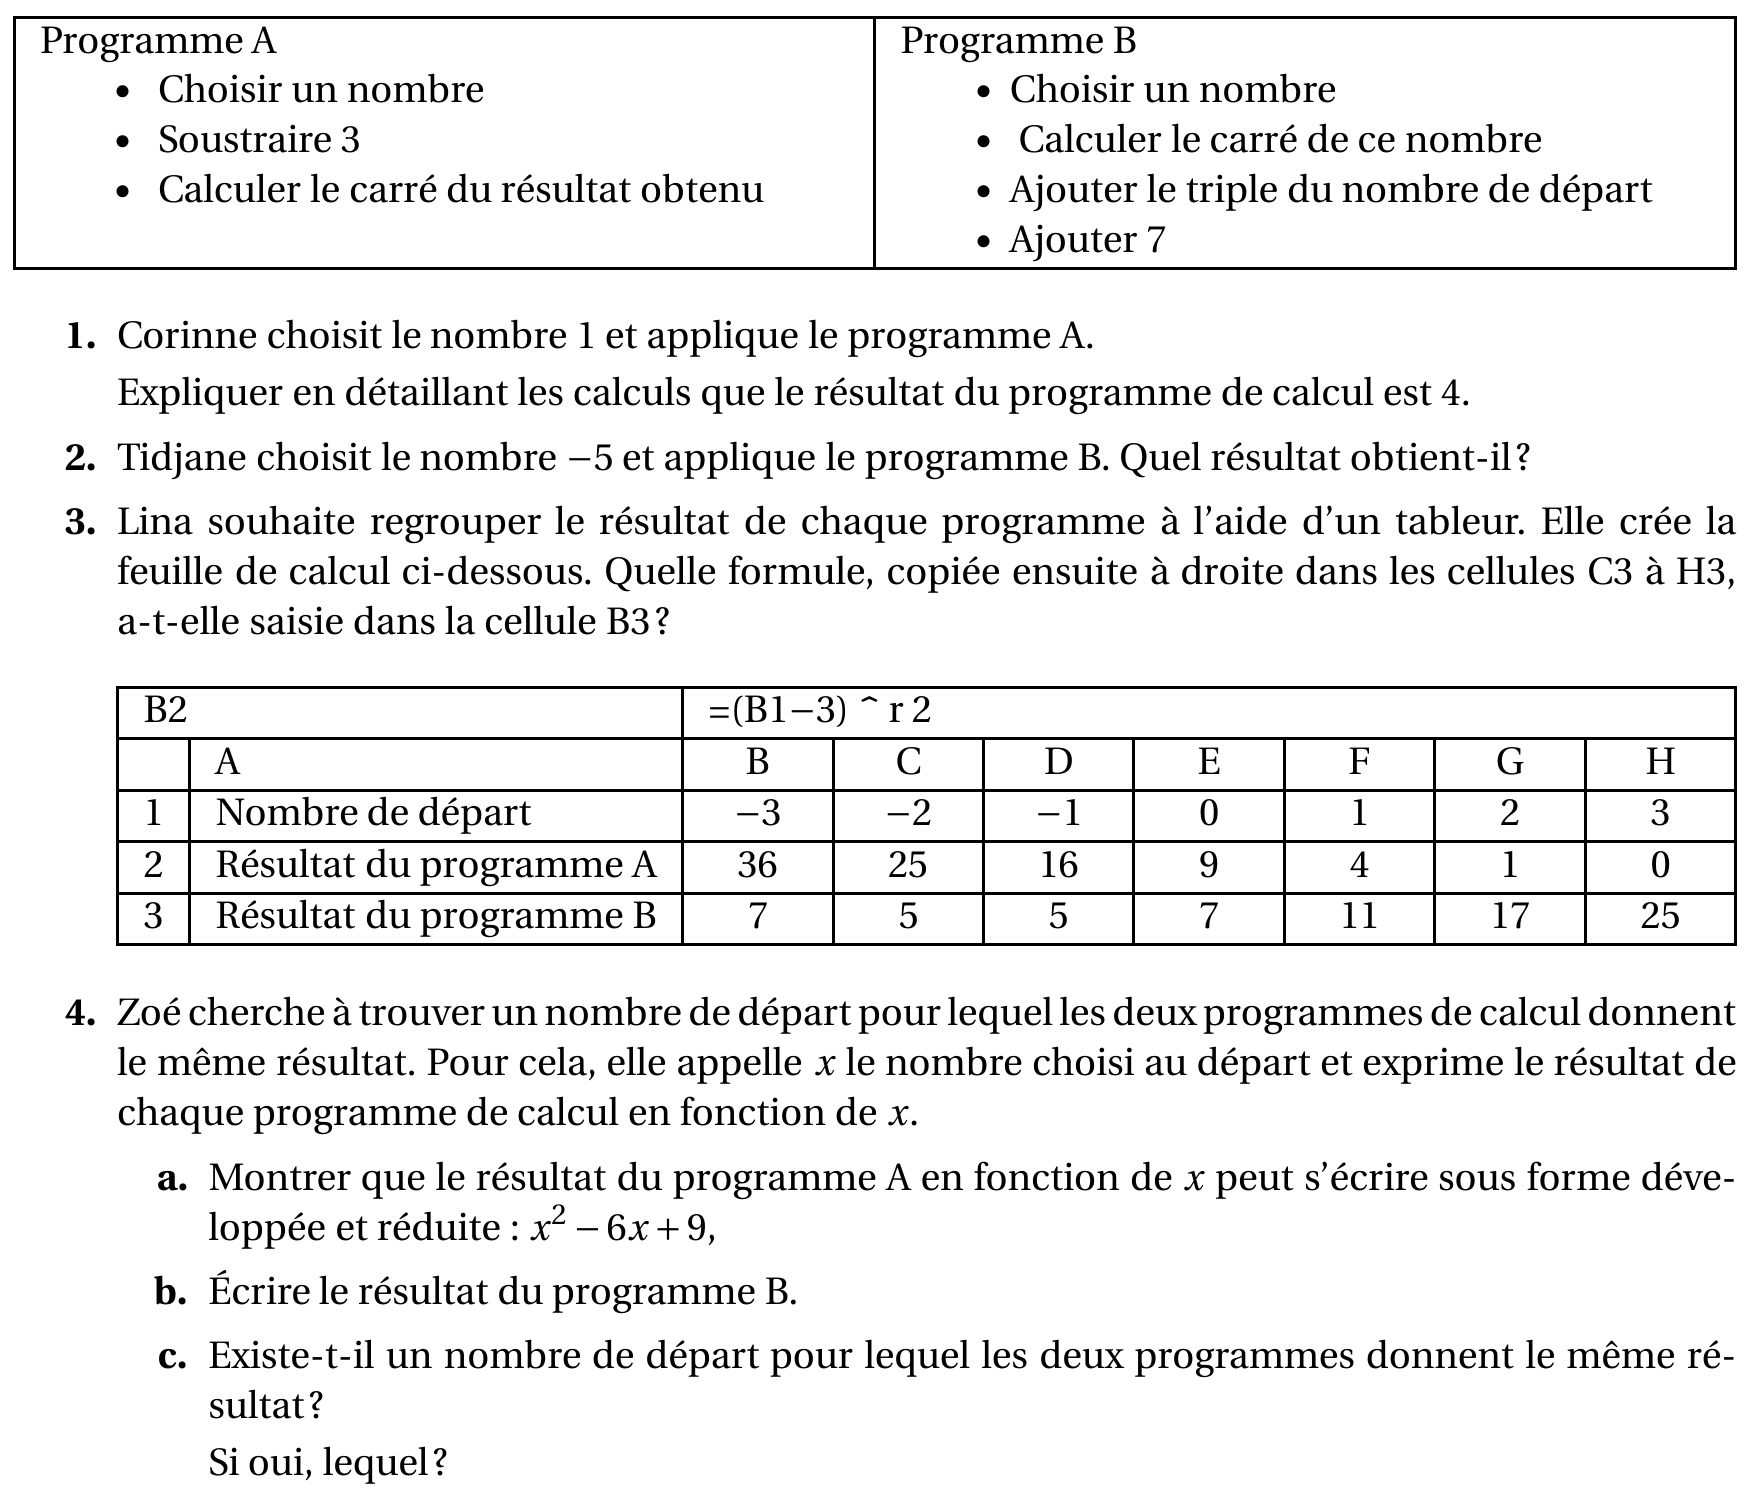 Programme A
• Choisir un nombre
• Soustraire 3
• Calculer le carré du résultat obtenu
Programme B
• Choisir un nombre
• Calculer le carré de ce nombre
• Ajouter le triple du nombre de départ
• Ajouter 7
1. Corinne choisit le nombre 1 et applique le programme A.
Expliquer en détaillant les calculs que le résultat du programme de calcul est 4.
2. Tidjane choisit le nombre −5 et applique le programme B. Quel résultat obtient-il ?
3. Lina souhaite regrouper le résultat de chaque programme à l'aide d'un tableur. Elle crée la
feuille de calcul ci-dessous. Quelle formule, copiée ensuite à droite dans les cellules C3 à H3,
a-t-elle saisie dans la cellule B3 ?
B2 =(B1−3) ˆ r 2
A B C D E F G H
1 Nombre de départ −3 −2 −1 0 1 2 3
2 Résultat du programme A 36 25 16 9 4 1 0
3 Résultat du programme B 7 5 5 7 11 17 25
4. Zoé cherche à trouver un nombre de départ pour lequel les deux programmes de calcul donnent
le même résultat. Pour cela, elle appelle x le nombre choisi au départ et exprime le résultat de
chaque programme de calcul en fonction de x.
a. Montrer que le résultat du programme A en fonction de x peut s'écrire sous forme déve-
loppée et réduite : x² − 6x + 9,
b. Écrire le résultat du programme B.
c. Existe-t-il un nombre de départ pour lequel les deux programmes donnent le même ré-
sultat ?
Si oui, lequel ?